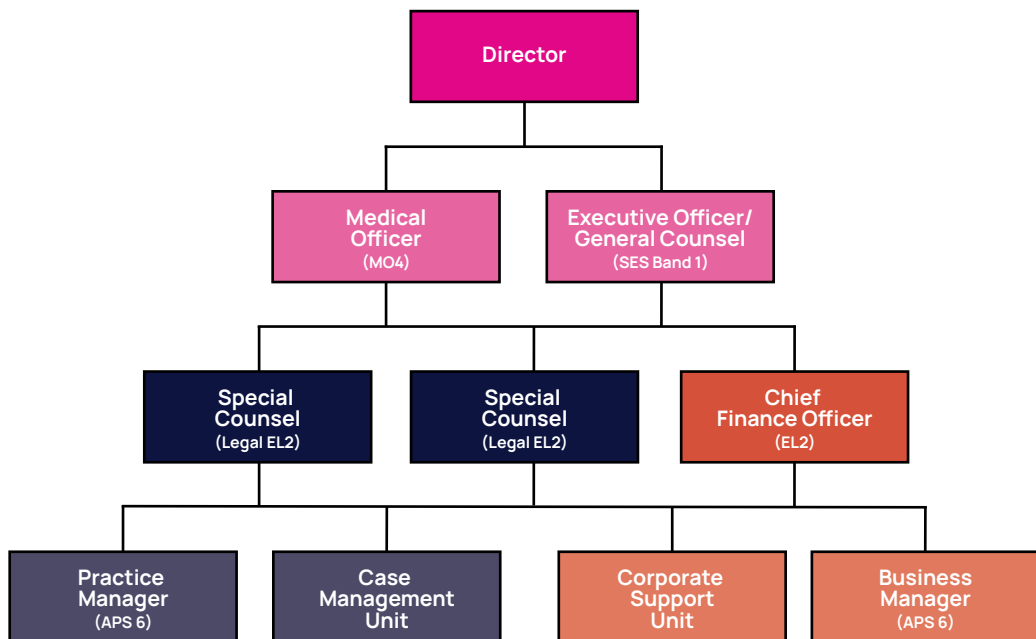 Director
Medical
Officer
(MO4)
Executive Officer/
General Counsel
(SES Band 1)
Special
Counsel
(Legal EL2)
Special
Counsel
(Legal EL2)
Chief
Finance Officer
(EL2)
Practice
Manager
(APS 6)
Case
Management
Unit
Corporate
Support
Unit
Business
Manager
(APS 6)